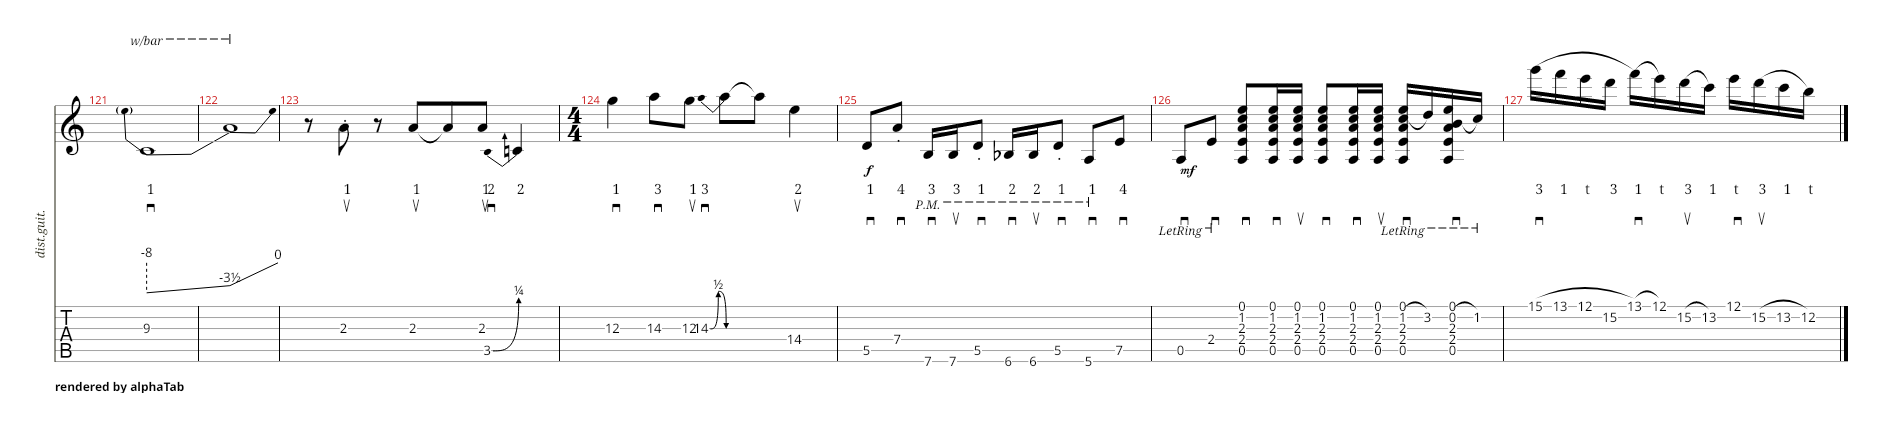 w/bar
121 122 123 124 125 126 127
4
4
f mf
1 1 1 1 2 2 1 3 1 3 2 1 4 3 3 1 2 2 1 1 4 3 1 t 3 1 t 3 1 t 3 1 t
P.M.
LetRing LetRing
dist.guit.
-8 -3½ 0
¼ ½
0 0 0 0 0 0 0 0 15 13 12 13 12 12
T 1 1 1 1 1 1 1 3 0 1 15 15 13 15 13 12
A 9 2 2 2 12 14 12 14 2 2 2 2 2 2 2 2
14 7 2 2 2 2 2 2 2 2 2
B 3 5 5 5 7 0 0 0 0 0 0 0 0 0
7 7 6 6 5
rendered by alphaTab